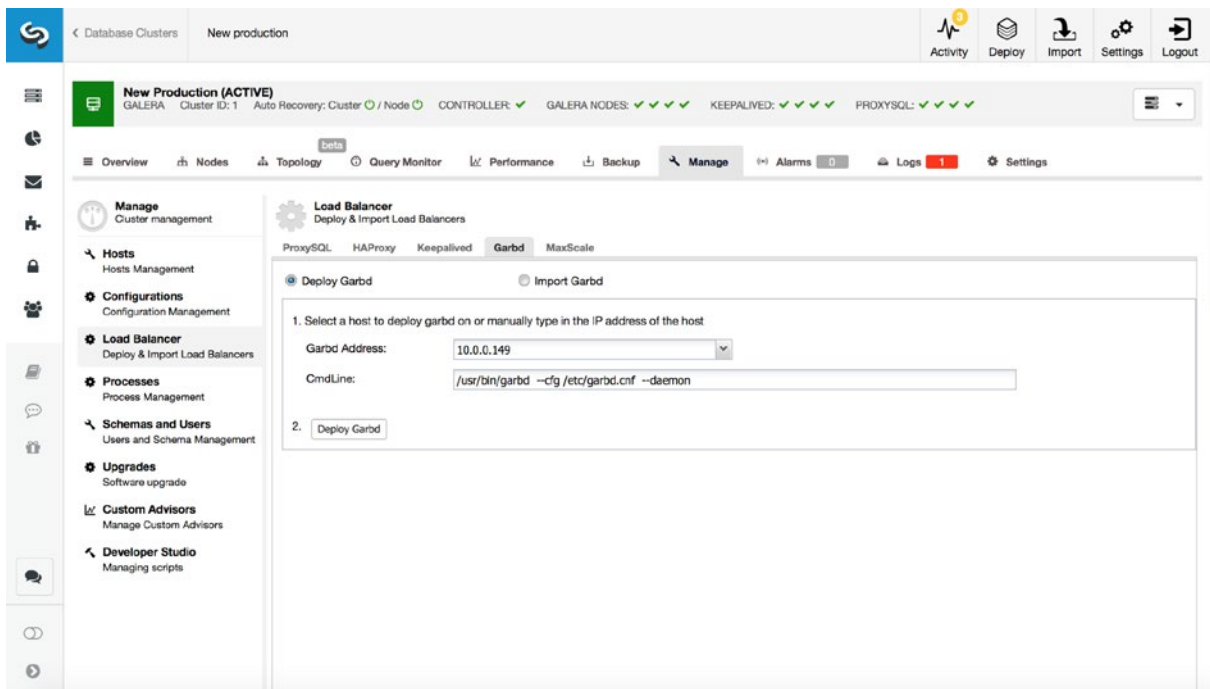 3
< Database Clusters New production
Activity Deploy Import Settings Logout
New Production (ACTIVE)
GALERA Cluster ID: 1 Auto Recovery: Cluster / Node CONTROLLER: ✔ GALERA NODES: ✔ ✔ ✔ ✔ KEEPALIVED: ✔ ✔ ✔ ✔ PROXYSQL: ✔ ✔ ✔ ✔
beta
Overview Nodes Topology Query Monitor Performance Backup Manage Alarms 0 Logs 1 Settings
Manage
Cluster management
Hosts
Hosts Management
Configurations
Configuration Management
Load Balancer
Deploy & Import Load Balancers
Processes
Process Management
Schemas and Users
Users and Schema Management
Upgrades
Software upgrade
Custom Advisors
Manage Custom Advisors
Developer Studio
Managing scripts
Load Balancer
Deploy & Import Load Balancers
ProxySQL HAProxy Keepalived Garbd MaxScale
Deploy Garbd Import Garbd
1. Select a host to deploy garbd on or manually type in the IP address of the host
Garbd Address: 10.0.0.149
CmdLine: /usr/bin/garbd --cfg /etc/garbd.cnf --daemon
2. Deploy Garbd